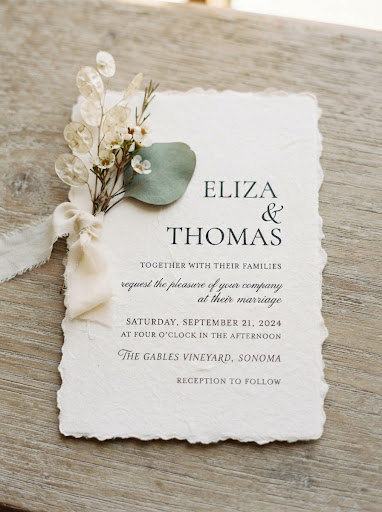 ELIZA
&
THOMAS
TOGETHER WITH THEIR FAMILIES
request the pleasure of your company
at their marriage
SATURDAY, SEPTEMBER 21, 2024
AT FOUR O'CLOCK IN THE AFTERNOON
THE GABLES VINEYARD, SONOMA
RECEPTION TO FOLLOW